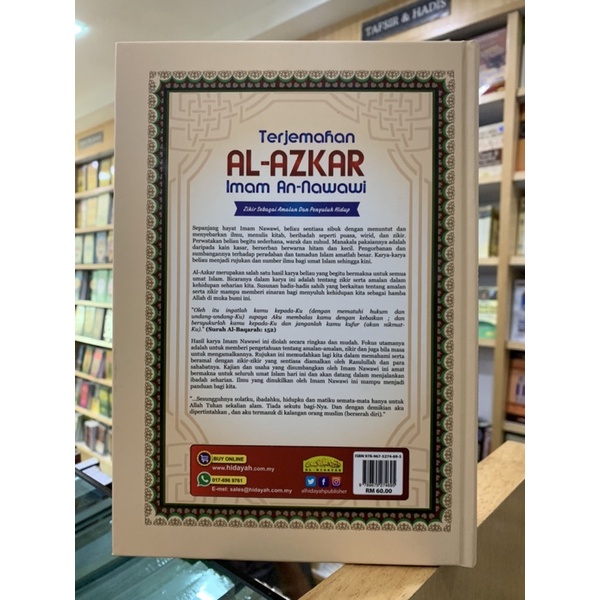 TAFSIR & HADIS
Terjemahan
AL-AZKAR
Imam An-Nawawi
Zikir Sebagai Amalan Dan Penyuluh Hidup
Sepanjang hayat Imam Nawawi, beliau sentiasa sibuk dengan menuntut dan
menyebarkan ilmu, menulis kitab, beribadah seperti puasa, wirid, dan zikir.
Perwatakan beliau begitu sederhana, warak dan zuhud. Manakala pakaiannya adalah
daripada kain kasar, berserban berwarna hitam dan kecil. Pengorbanan dan
sumbangannya terhadap peradaban dan tamadun Islam amatlah besar. Karya-karya
beliau menjadi rujukan dan sumber ilmu bagi umat Islam sehingga kini.
Al-Azkar merupakan salah satu hasil karya beliau yang begitu bermakna untuk semua
umat Islam. Bicaranya dalam karya ini adalah tentang zikir serta amalan dalam
kehidupan seharian kita. Susunan hadis-hadis sahih yang berkaitan tentang amalan
serta zikir mampu memberi sinaran bagi menyuluh kehidupan kita sebagai hamba
Allah di muka bumi ini.
"Oleh itu ingatlah kamu kepada-Ku (dengan mematuhi hukum dan
undang-undang-Ku) supaya Aku membalas kamu dengan kebaikan ; dan
bersyukurlah kamu kepada-Ku dan janganlah kamu kufur (akan nikmat-
Ku)." (Surah Al-Baqarah: 152)
Hasil karya Imam Nawawi ini diolah secara ringkas dan mudah. Fokus utamanya
adalah untuk memberi pengetahuan tentang amalan-amalan, zikir dan juga bila masa
untuk mengamalkannya. Rujukan ini memudahkan lagi kita dalam memahami serta
beramal dengan zikir-zikir yang sentiasa diamalkan oleh Rasulullah dan para
sahabatnya. Kajian dan usaha yang disumbangkan oleh Imam Nawawi ini amat
bermakna untuk seluruh umat Islam hari ini dan akan datang dalam menjalankan
ibadah seharian. Ilmu yang dinukilkan oleh Imam Nawawi ini mampu menjadi
panduan bagi kita.
"...Sesungguhnya solatku, ibadahku, hidup dan matiku semata-mata hanya untuk
Allah Tuhan sekalian alam. Tiada sekutu bagi-Nya. Dan dengan demikian aku
diperintahkan , dan aku termasuk di kalangan orang muslim (berserah diri)."
BUY ONLINE
www.hidayah.com.my
017-696 9761
E-mel: sales@hidayah.com.my
AL-HIDAYAH
alhidayahpublisher
RM 60.00